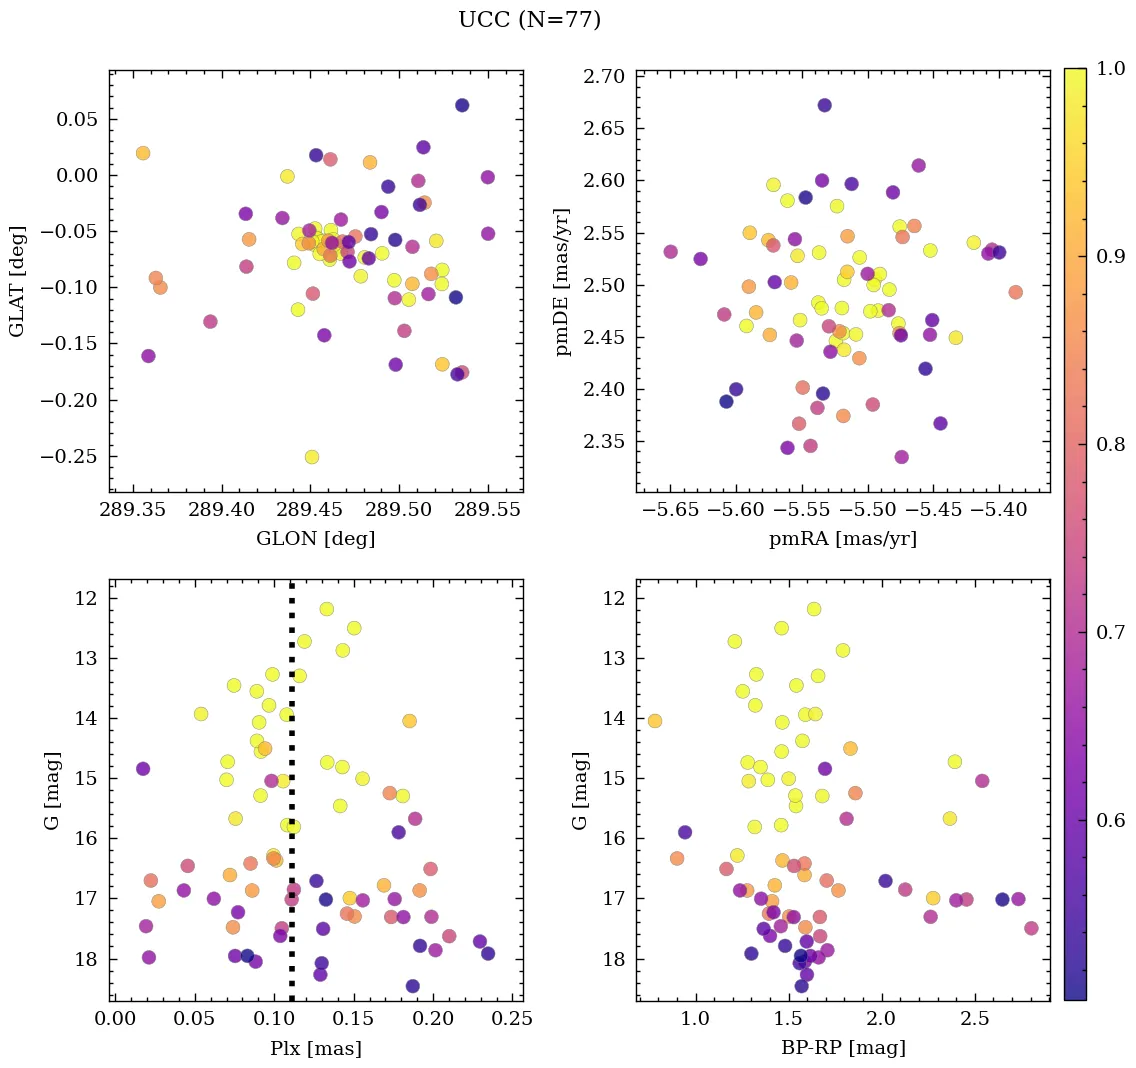 UCC (N=77)
0.05
0.00
−0.05
−0.10
−0.15
−0.20
−0.25
GLAT [deg]
289.35 289.40 289.45 289.50 289.55
GLON [deg]
2.70
2.65
2.60
2.55
2.50
2.45
2.40
2.35
pmDE [mas/yr]
−5.65 −5.60 −5.55 −5.50 −5.45 −5.40
pmRA [mas/yr]
12
13
14
15
16
17
18
G [mag]
0.00 0.05 0.10 0.15 0.20 0.25
Plx [mas]
12
13
14
15
16
17
18
G [mag]
1.0 1.5 2.0 2.5
BP-RP [mag]
1.0
0.9
0.8
0.7
0.6